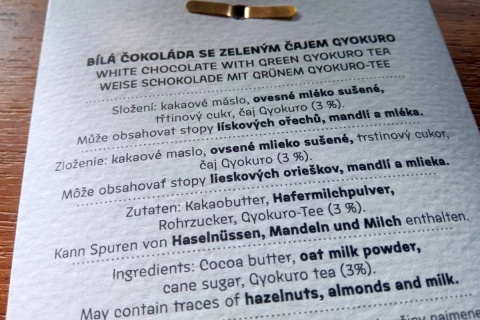 BÍLÁ ČOKOLÁDA SE ZELENÝM ČAJEM GYOKURO
WHITE CHOCOLATE WITH GREEN GYOKURO TEA
WEISE SCHOKOLADE MIT GRÜNEM GYOKURO-TEE
Složení: kakaové máslo, ovesné mléko sušené,
třtinový cukr, čaj Gyokuro (3 %).
Může obsahovat stopy lískových ořechů, mandlí a mléka.
Zloženie: kakaové maslo, ovsené mlieko sušené, trstinový cukor,
čaj Gyokuro (3 %).
Môže obsahovať stopy lieskových orieškov, mandlí a mlieka.
Zutaten: Kakaobutter, Hafermilchpulver,
Rohrzucker, Gyokuro-Tee (3 %).
Kann Spuren von Haselnüssen, Mandeln und Milch enthalten.
Ingredients: Cocoa butter, oat milk powder,
cane sugar, Gyokuro tea (3%).
May contain traces of hazelnuts, almonds and milk.